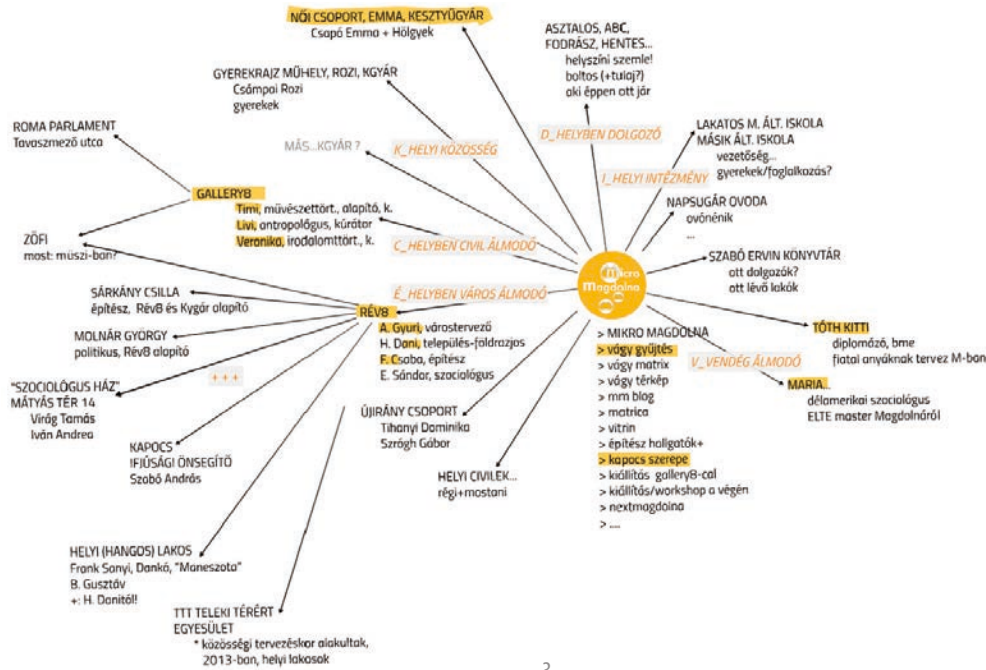 NŐI CSOPORT, EMMA, KESZTYŰGYÁR
Csapó Emma + Hölgyek
GYEREKRAJZ MŰHELY, ROZI, KGYÁR
Csámpai Rozi
gyerekek
MÁS...KGYÁR ?
K_HELYI KÖZÖSSÉG
ASZTALOS, ABC,
FODRÁSZ, HENTES...
helyszíni szemle!
boltos (+tulaj?)
aki éppen ott jár
D_HELYBEN DOLGOZÓ
LAKATOS M. ÁLT. ISKOLA
MÁSIK ÁLT. ISKOLA
vezetőség...
gyerekek/foglalkozás?
I_HELYI INTÉZMÉNY
NAPSUGÁR OVODA
ovónénik
...
SZABÓ ERVIN KÖNYVTÁR
ott dolgozók?
ott lévő lakók
ROMA PARLAMENT
Tavaszmező utca
GALLERY8
Timi, művészettört., alapító, k.
Livi, antropológus, kúrátor
Veronika, irodalomtört., k.
C_HELYBEN CIVIL ÁLMODÓ
ZÖFI
most: műszi-ban?
É_HELYBEN VÁROS ÁLMODÓ
micro
magdolna
SÁRKÁNY CSILLA
építész, Rév8 és Kygár alapító
MOLNÁR GYÖRGY
politikus, Rév8 alapító
"SZOCIOLÓGUS HÁZ"
MÁTYÁS TÉR 14
Virág Tamás
Iván Andrea
+ + +
RÉV8
A. Gyuri, várostervező
H. Dani, település-földrazjos
F. Csaba, építész
E. Sándor, szociológus
KAPOCS
IFJÚSÁGI ÖNSEGÍTŐ
Szabó András
ÚJIRÁNY CSOPORT
Tihanyi Dominika
Szrógh Gábor
HELYI CIVILEK...
régi+mostani
> MIKRO MAGDOLNA
> vágy gyűjtés
> vágy matrix
> vágy térkép
> mm blog
> matrica
> vitrin
> építész hallgatók+
> kapocs szerepe
> kiállítás gallery8-cal
> kiállítás/workshop a végén
> nextmagdolna
> ....
V_VENDÉG ÁLMODÓ
TÓTH KITTI
diplomázó, bme
fiatal anyáknak tervez M-ban
MARIA...
délamerikai szociológus
ELTE master Magdolnáról
HELYI (HANGOS) LAKOS
Frank Sanyi, Dankó, "Maneszota"
B. Gusztáv
+: H. Danitól!
TTT TELEKI TÉRÉRT
EGYESÜLET
* közösségi tervezéskor alakultak,
2013-ban, helyi lakosok